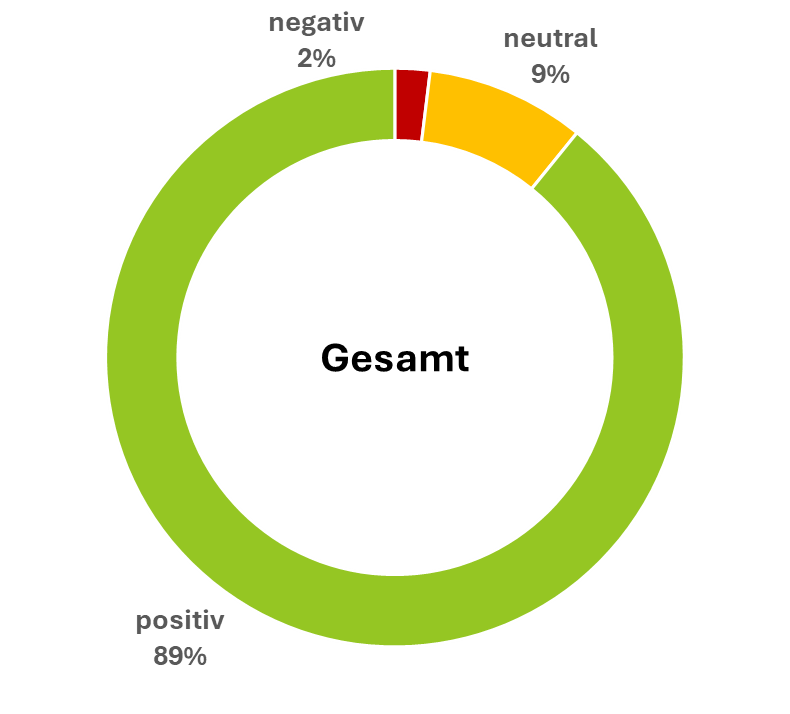 negativ
2%
neutral
9%
Gesamt
positiv
89%